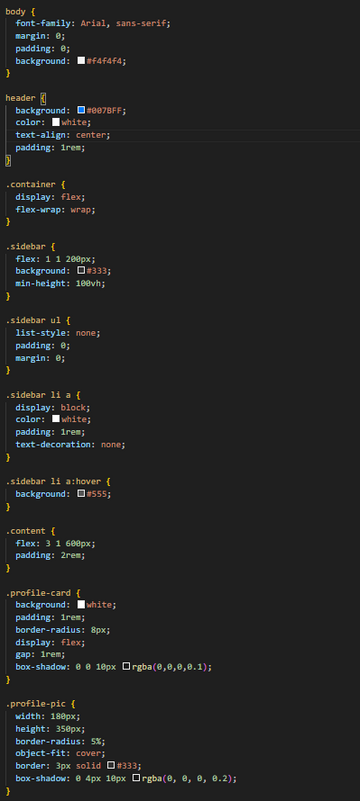 body {
font-family: Arial, sans-serif;
margin: 0;
padding: 0;
background: #f4f4f4;
}
header {
background: #007BFF;
color: white;
text-align: center;
padding: 1rem;
}
.container {
display: flex;
flex-wrap: wrap;
}
.sidebar {
flex: 1 1 200px;
background: #333;
min-height: 100vh;
}
.sidebar ul {
list-style: none;
padding: 0;
margin: 0;
}
.sidebar li a {
display: block;
color: white;
padding: 1rem;
text-decoration: none;
}
.sidebar li a:hover {
background: #555;
}
.content {
flex: 3 1 600px;
padding: 2rem;
}
.profile-card {
background: white;
padding: 1rem;
border-radius: 8px;
display: flex;
gap: 1rem;
box-shadow: 0 0 10px rgba(0,0,0,0.1);
}
.profile-pic {
width: 180px;
height: 350px;
border-radius: 5%;
object-fit: cover;
border: 3px solid #333;
box-shadow: 0 4px 10px rgba(0, 0, 0, 0.2);
}